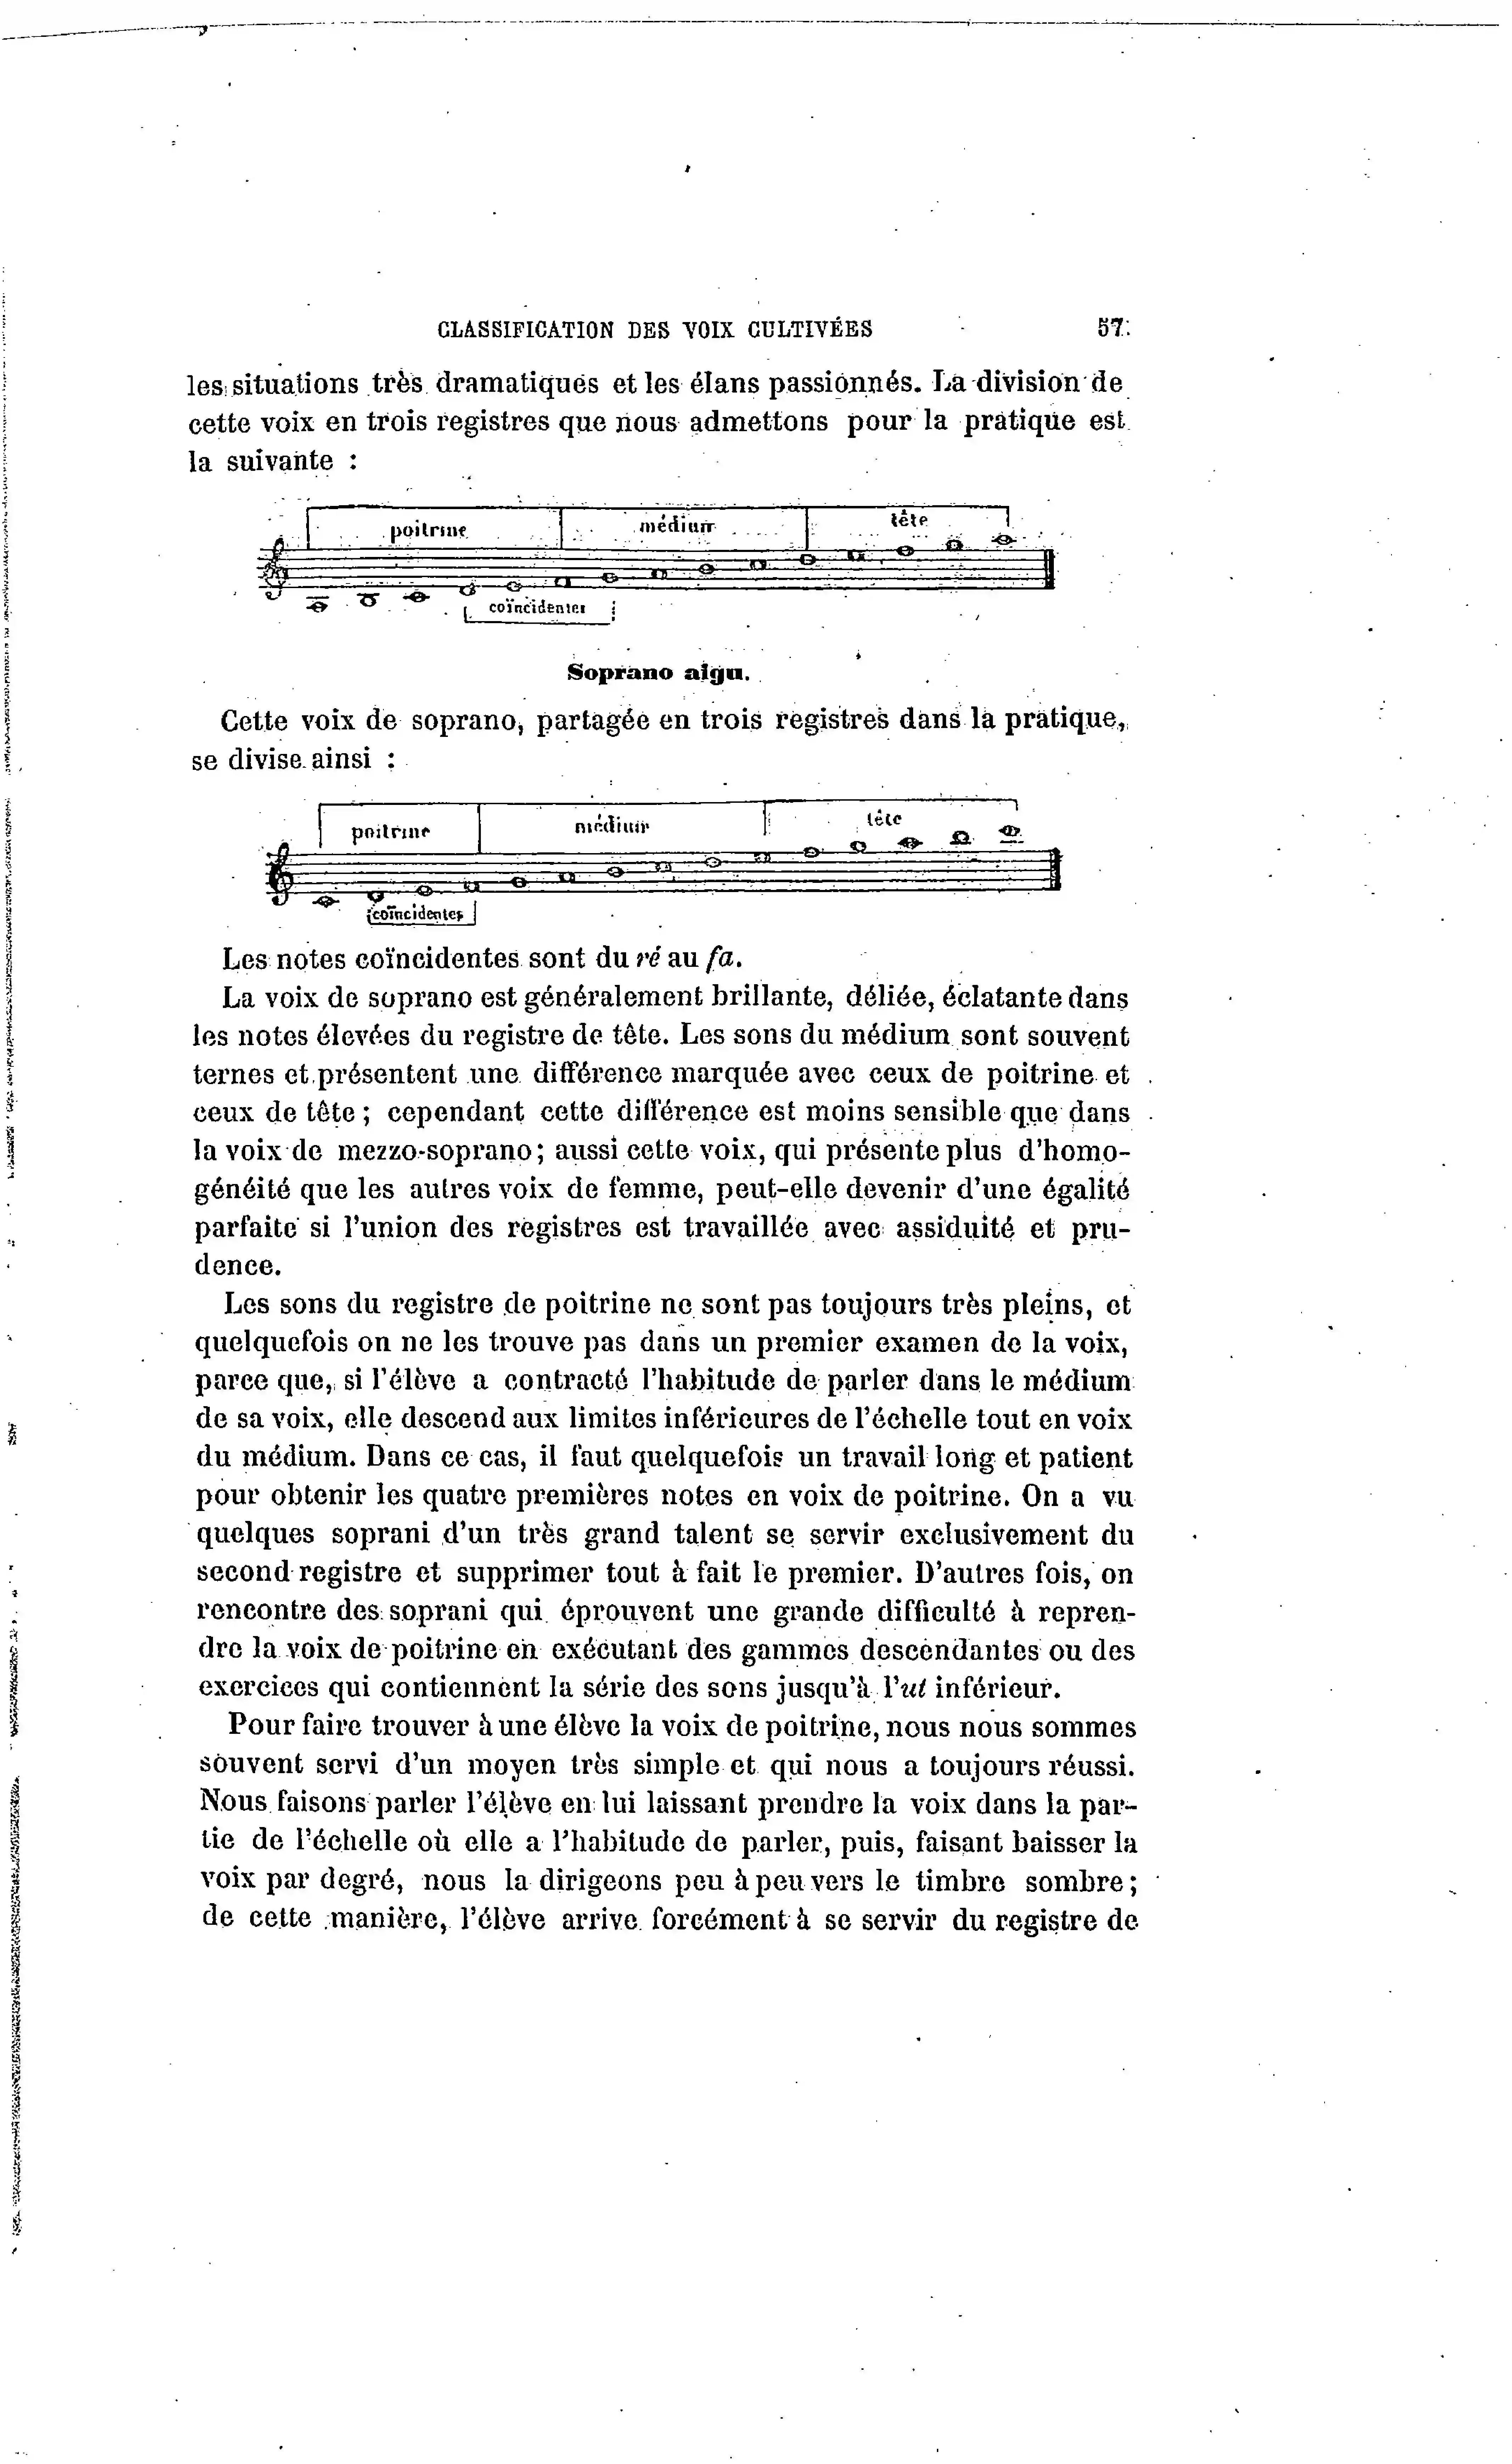 CLASSIFICATION DES VOIX CULTIVÉES 57
les situations très dramatiques et les élans passionnés. La division de
cette voix en trois registres que nous admettons pour la pratique est
la suivante :
poitrine médium tête
coïncidentes
Soprano aigu.
Cette voix de soprano, partagée en trois registres dans la pratique,
se divise ainsi :
poitrine médium tête
coïncidentes
Les notes coïncidentes sont du ré au fa.
La voix de soprano est généralement brillante, déliée, éclatante dans
les notes élevées du registre de tête. Les sons du médium sont souvent
ternes et présentent une différence marquée avec ceux de poitrine et
ceux de tête ; cependant cette différence est moins sensible que dans
la voix de mezzo-soprano ; aussi cette voix, qui présente plus d'homo-
généité que les autres voix de femme, peut-elle devenir d'une égalité
parfaite si l'union des registres est travaillée avec assiduité et pru-
dence.
Les sons du registre de poitrine ne sont pas toujours très pleins, et
quelquefois on ne les trouve pas dans un premier examen de la voix,
parce que, si l'élève a contracté l'habitude de parler dans le médium
de sa voix, elle descend aux limites inférieures de l'échelle tout en voix
du médium. Dans ce cas, il faut quelquefois un travail long et patient
pour obtenir les quatre premières notes en voix de poitrine. On a vu
quelques soprani d'un très grand talent se servir exclusivement du
second registre et supprimer tout à fait le premier. D'autres fois, on
rencontre des soprani qui éprouvent une grande difficulté à repren-
dre la voix de poitrine en exécutant des gammes descendantes ou des
exercices qui contiennent la série des sons jusqu'à l'ut inférieur.
Pour faire trouver à une élève la voix de poitrine, nous nous sommes
souvent servi d'un moyen très simple et qui nous a toujours réussi.
Nous faisons parler l'élève en lui laissant prendre la voix dans la par-
tie de l'échelle où elle a l'habitude de parler, puis, faisant baisser la
voix par degré, nous la dirigeons peu à peu vers le timbre sombre ;
de cette manière, l'élève arrive forcément à se servir du registre de